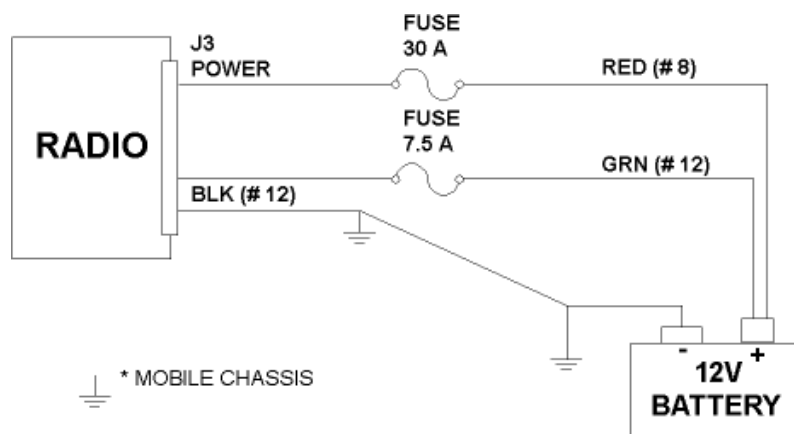 J3
POWER
FUSE
30 A
RED (# 8)
RADIO
FUSE
7.5 A
GRN (# 12)
BLK (# 12)
* MOBILE CHASSIS
- +
12V
BATTERY